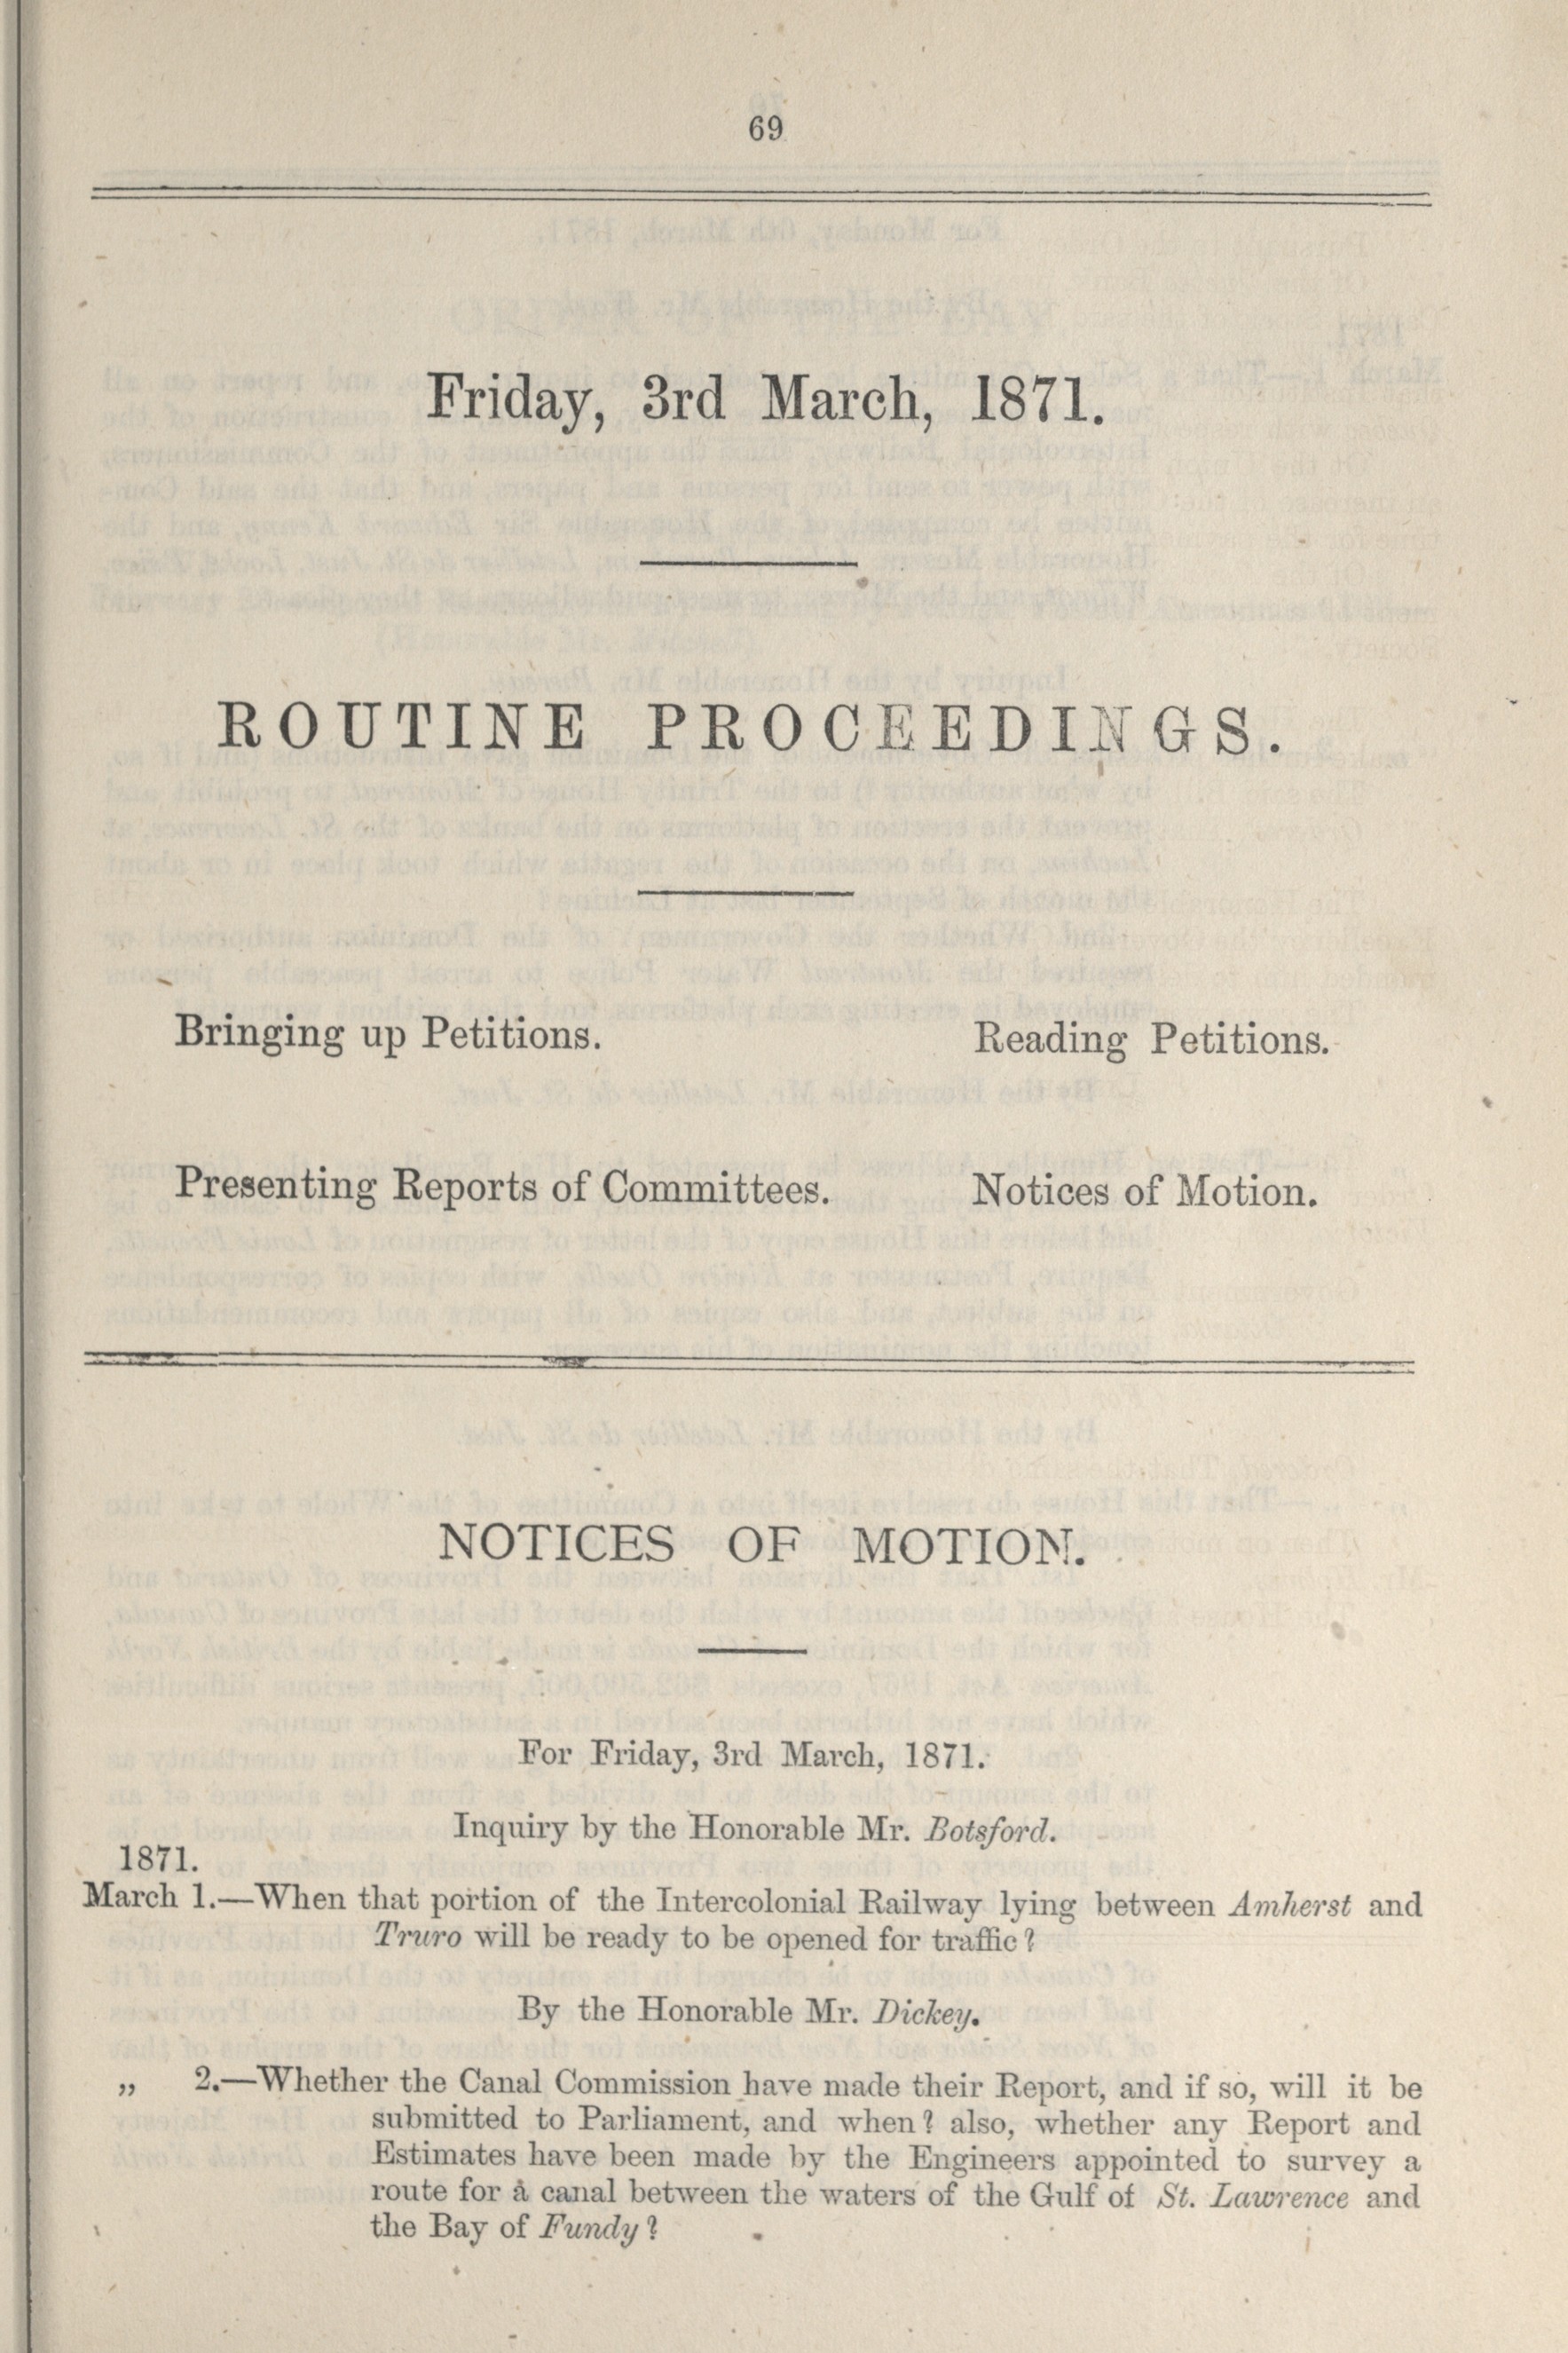 69
Friday, 3rd March, 1871.
ROUTINE PROCEEDINGS.
Bringing up Petitions. Reading Petitions.
Presenting Reports of Committees. Notices of Motion.
NOTICES OF MOTION.
For Friday, 3rd March, 1871.
Inquiry by the Honorable Mr. Botsford.
1871.
March 1.—When that portion of the Intercolonial Railway lying between Amherst and
Truro will be ready to be opened for traffic?
By the Honorable Mr. Dickey.
„ 2.—Whether the Canal Commission have made their Report, and if so, will it be
submitted to Parliament, and when? also, whether any Report and
Estimates have been made by the Engineers appointed to survey a
route for a canal between the waters of the Gulf of St. Lawrence and
the Bay of Fundy?